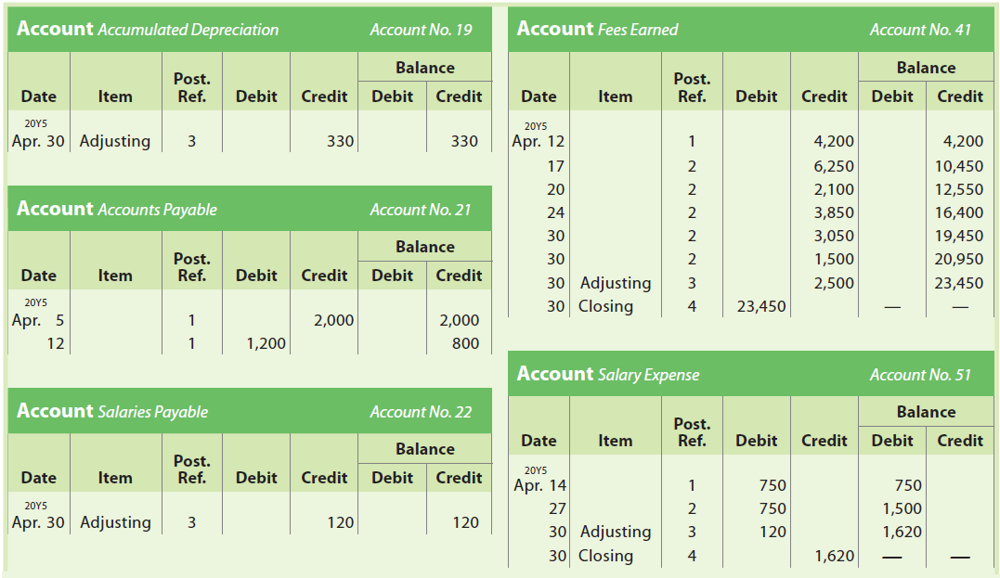 Account Accumulated Depreciation Account No. 19
Balance
Post.
Date Item Ref. Debit Credit Debit Credit
20Y5
Apr. 30 Adjusting 3 330 330
Account Accounts Payable Account No. 21
Balance
Post.
Date Item Ref. Debit Credit Debit Credit
20Y5
Apr. 5 1 2,000 2,000
12 1 1,200 800
Account Salaries Payable Account No. 22
Balance
Post.
Date Item Ref. Debit Credit Debit Credit
20Y5
Apr. 30 Adjusting 3 120 120
Account Fees Earned Account No. 41
Balance
Post.
Date Item Ref. Debit Credit Debit Credit
20Y5
Apr. 12 1 4,200 4,200
17 2 6,250 10,450
20 2 2,100 12,550
24 2 3,850 16,400
30 2 3,050 19,450
30 2 1,500 20,950
30 Adjusting 3 2,500 23,450
30 Closing 4 23,450 — —
Account Salary Expense Account No. 51
Balance
Post.
Date Item Ref. Debit Credit Debit Credit
20Y5
Apr. 14 1 750 750
27 2 750 1,500
30 Adjusting 3 120 1,620
30 Closing 4 1,620 — —